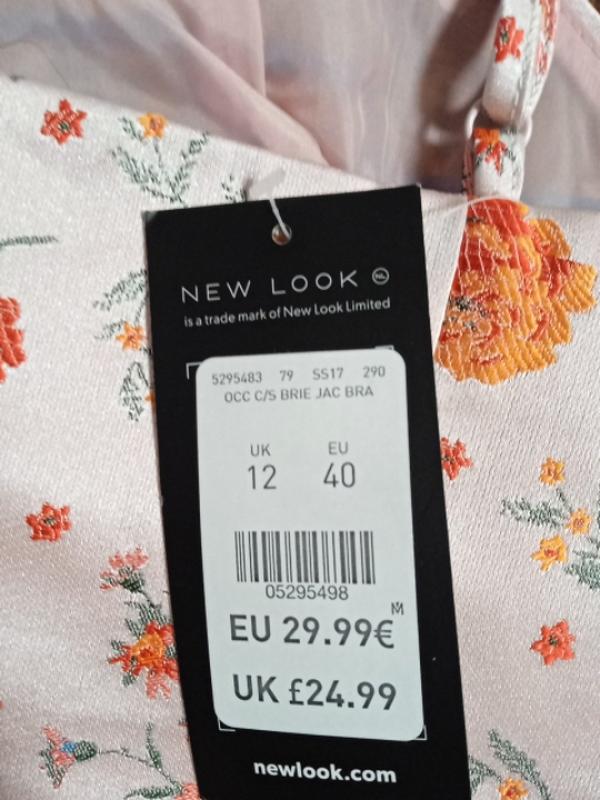 NEW LOOK NL
is a trade mark of New Look Limited
5295483 79 SS17 290
OCC C/S BRIE JAC BRA
UK EU
12 40
05295498
M
EU 29.99€
UK £24.99
newlook.com